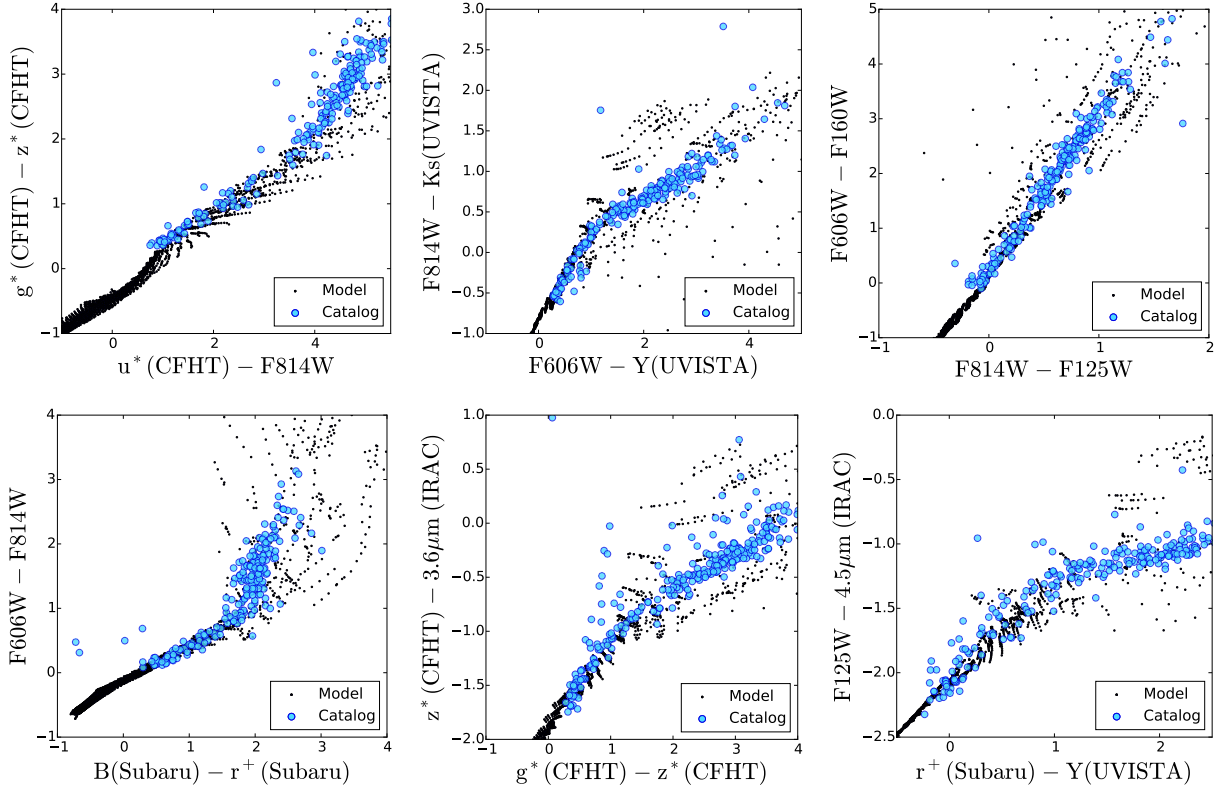 4
3
2
1
0
−1
0
2
4
g* (CFHT) − z* (CFHT)
u* (CFHT) − F814W
Model
Catalog
3.0
2.5
2.0
1.5
1.0
0.5
0.0
−0.5
−1.0
0
1
2
3
4
F814W − Ks(UVISTA)
F606W − Y(UVISTA)
Model
Catalog
5
4
3
2
1
0
−1
−1
0
1
2
F606W − F160W
F814W − F125W
Model
Catalog
4
3
2
1
0
−1
−1
0
1
2
3
4
F606W − F814W
B(Subaru) − r⁺ (Subaru)
Model
Catalog
1.0
0.5
0.0
−0.5
−1.0
−1.5
−2.0
0
1
2
3
4
z* (CFHT) − 3.6μm (IRAC)
g* (CFHT) − z* (CFHT)
Model
Catalog
0.0
−0.5
−1.0
−1.5
−2.0
−2.5
0
1
2
F125W − 4.5μm (IRAC)
r⁺ (Subaru) − Y(UVISTA)
Model
Catalog